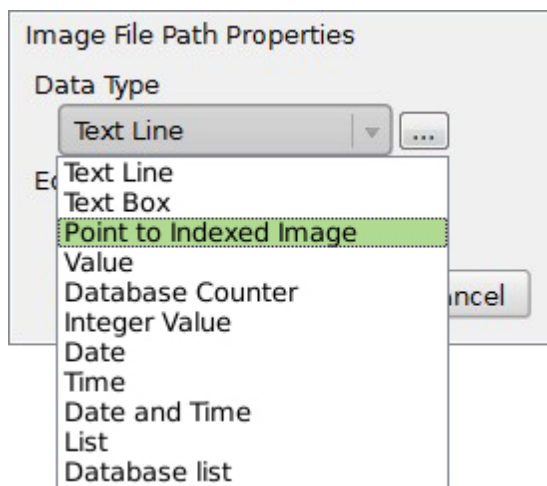 Image File Path Properties
Data Type
Text Line
...
Text Line
Text Box
Point to Indexed Image
Value
Database Counter
Integer Value
Date
Time
Date and Time
List
Database list